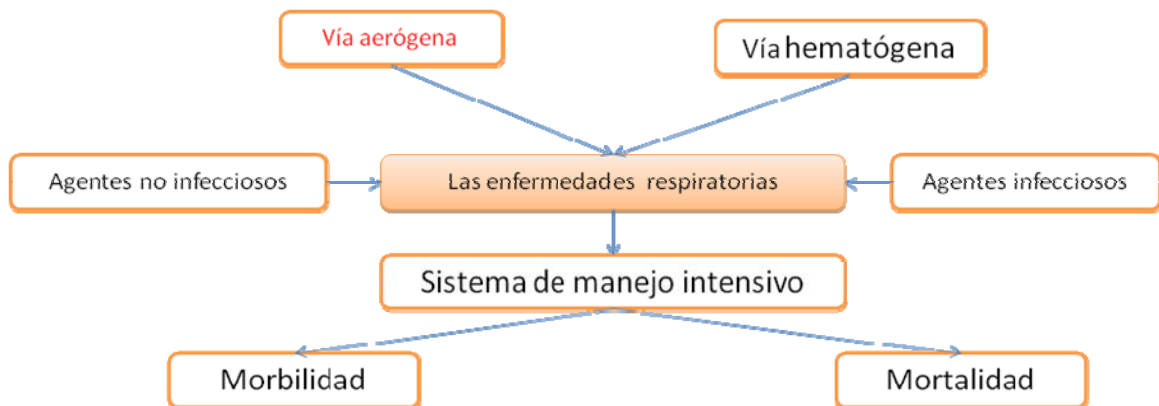 Vía aerógena
Vía hematógena
Agentes no infecciosos
Las enfermedades respiratorias
Agentes infecciosos
Sistema de manejo intensivo
Morbilidad
Mortalidad